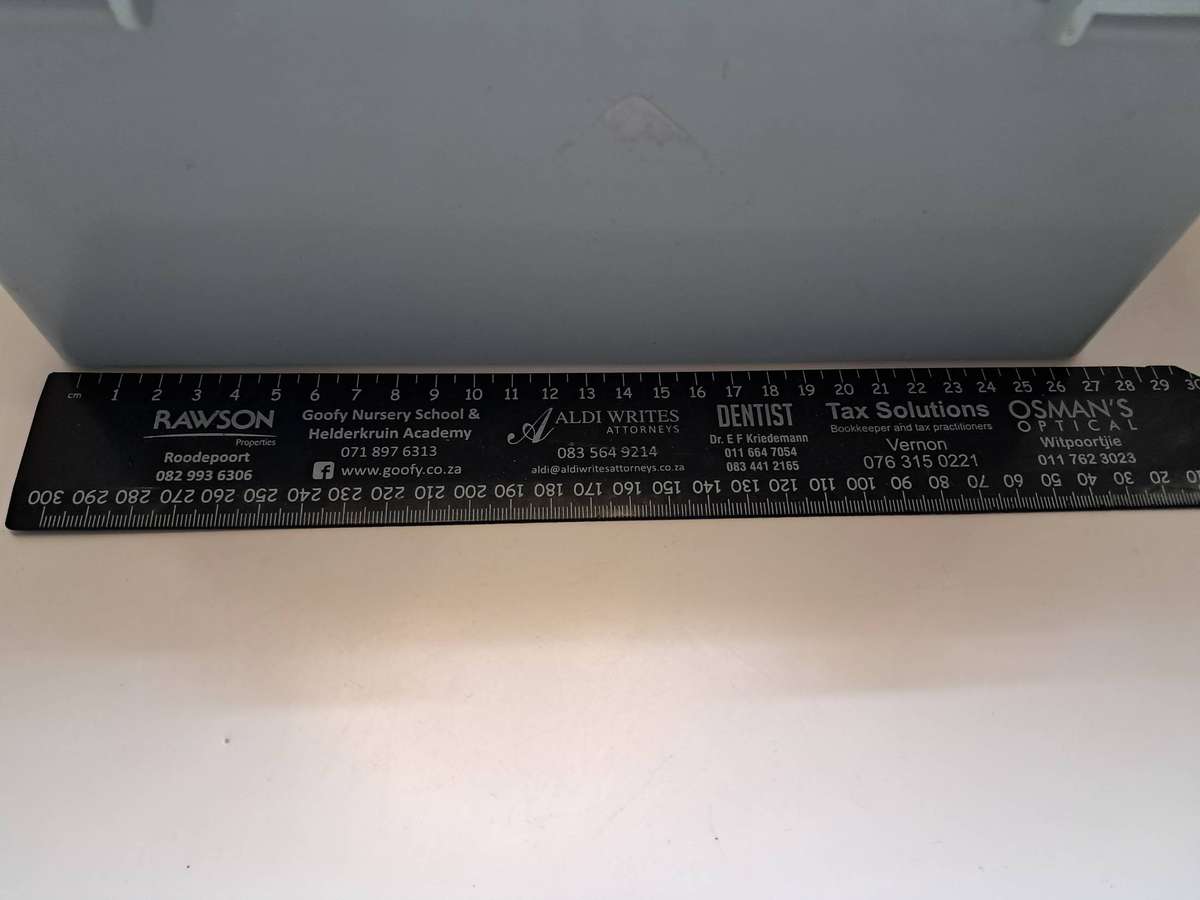 cm 1 2 3 4 5 6 7 8 9 10 11 12 13 14 15 16 17 18 19 20 21 22 23 24 25 26 27 28 29 30
RAWSON
Properties
Roodepoort
082 993 6306
Goofy Nursery School &
Helderkruin Academy
071 897 6313
www.goofy.co.za
ALDI WRITES
ATTORNEYS
083 564 9214
aldi@aldiwritesattorneys.co.za
DENTIST
Dr. E F Kriedemann
011 664 7054
083 441 2165
Tax Solutions
Bookkeeper and tax practitioners
Vernon
076 315 0221
OSMAN'S
OPTICAL
Witpoortjie
011 762 3023
300 290 280 270 260 250 240 230 220 210 200 190 180 170 160 150 140 130 120 110 100 90 80 70 60 50 40 30 20